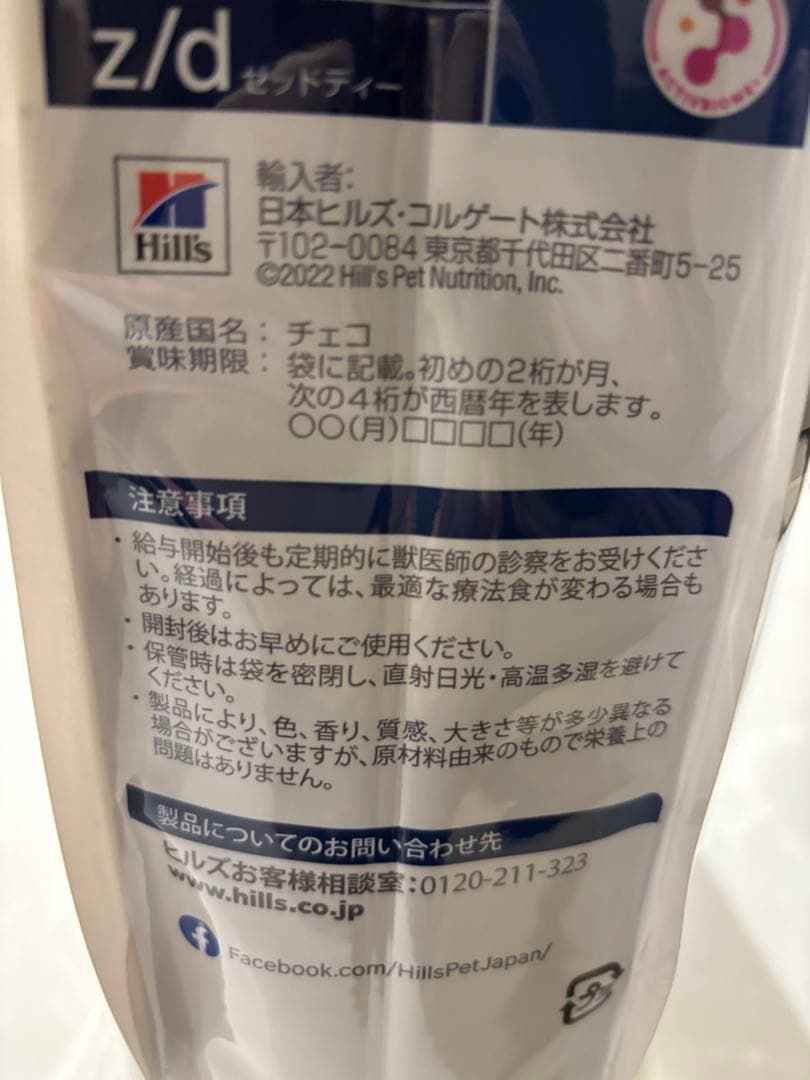 z/d ゼッドディー
ACTIVBIOME+
Hill's
輸入者:
日本ヒルズ・コルゲート株式会社
〒102-0084 東京都千代田区二番町5-25
©2022 Hill's Pet Nutrition, Inc.
原産国名： チェコ
賞味期限： 袋に記載。初めの2桁が月、
次の4桁が西暦年を表します。
○○(月)□□□□(年)
注意事項
・給与開始後も定期的に獣医師の診察をお受けくださ
い。経過によっては、最適な療法食が変わる場合も
あります。
・開封後はお早めにご使用ください。
・保管時は袋を密閉し、直射日光・高温多湿を避けて
ください。
・製品により、色、香り、質感、大きさ等が多少異なる
場合がございますが、原材料由来のもので栄養上の
問題はありません。
製品についてのお問い合わせ先
ヒルズお客様相談室：0120-211-323
www.hills.co.jp
f Facebook.com/HillsPetJapan/